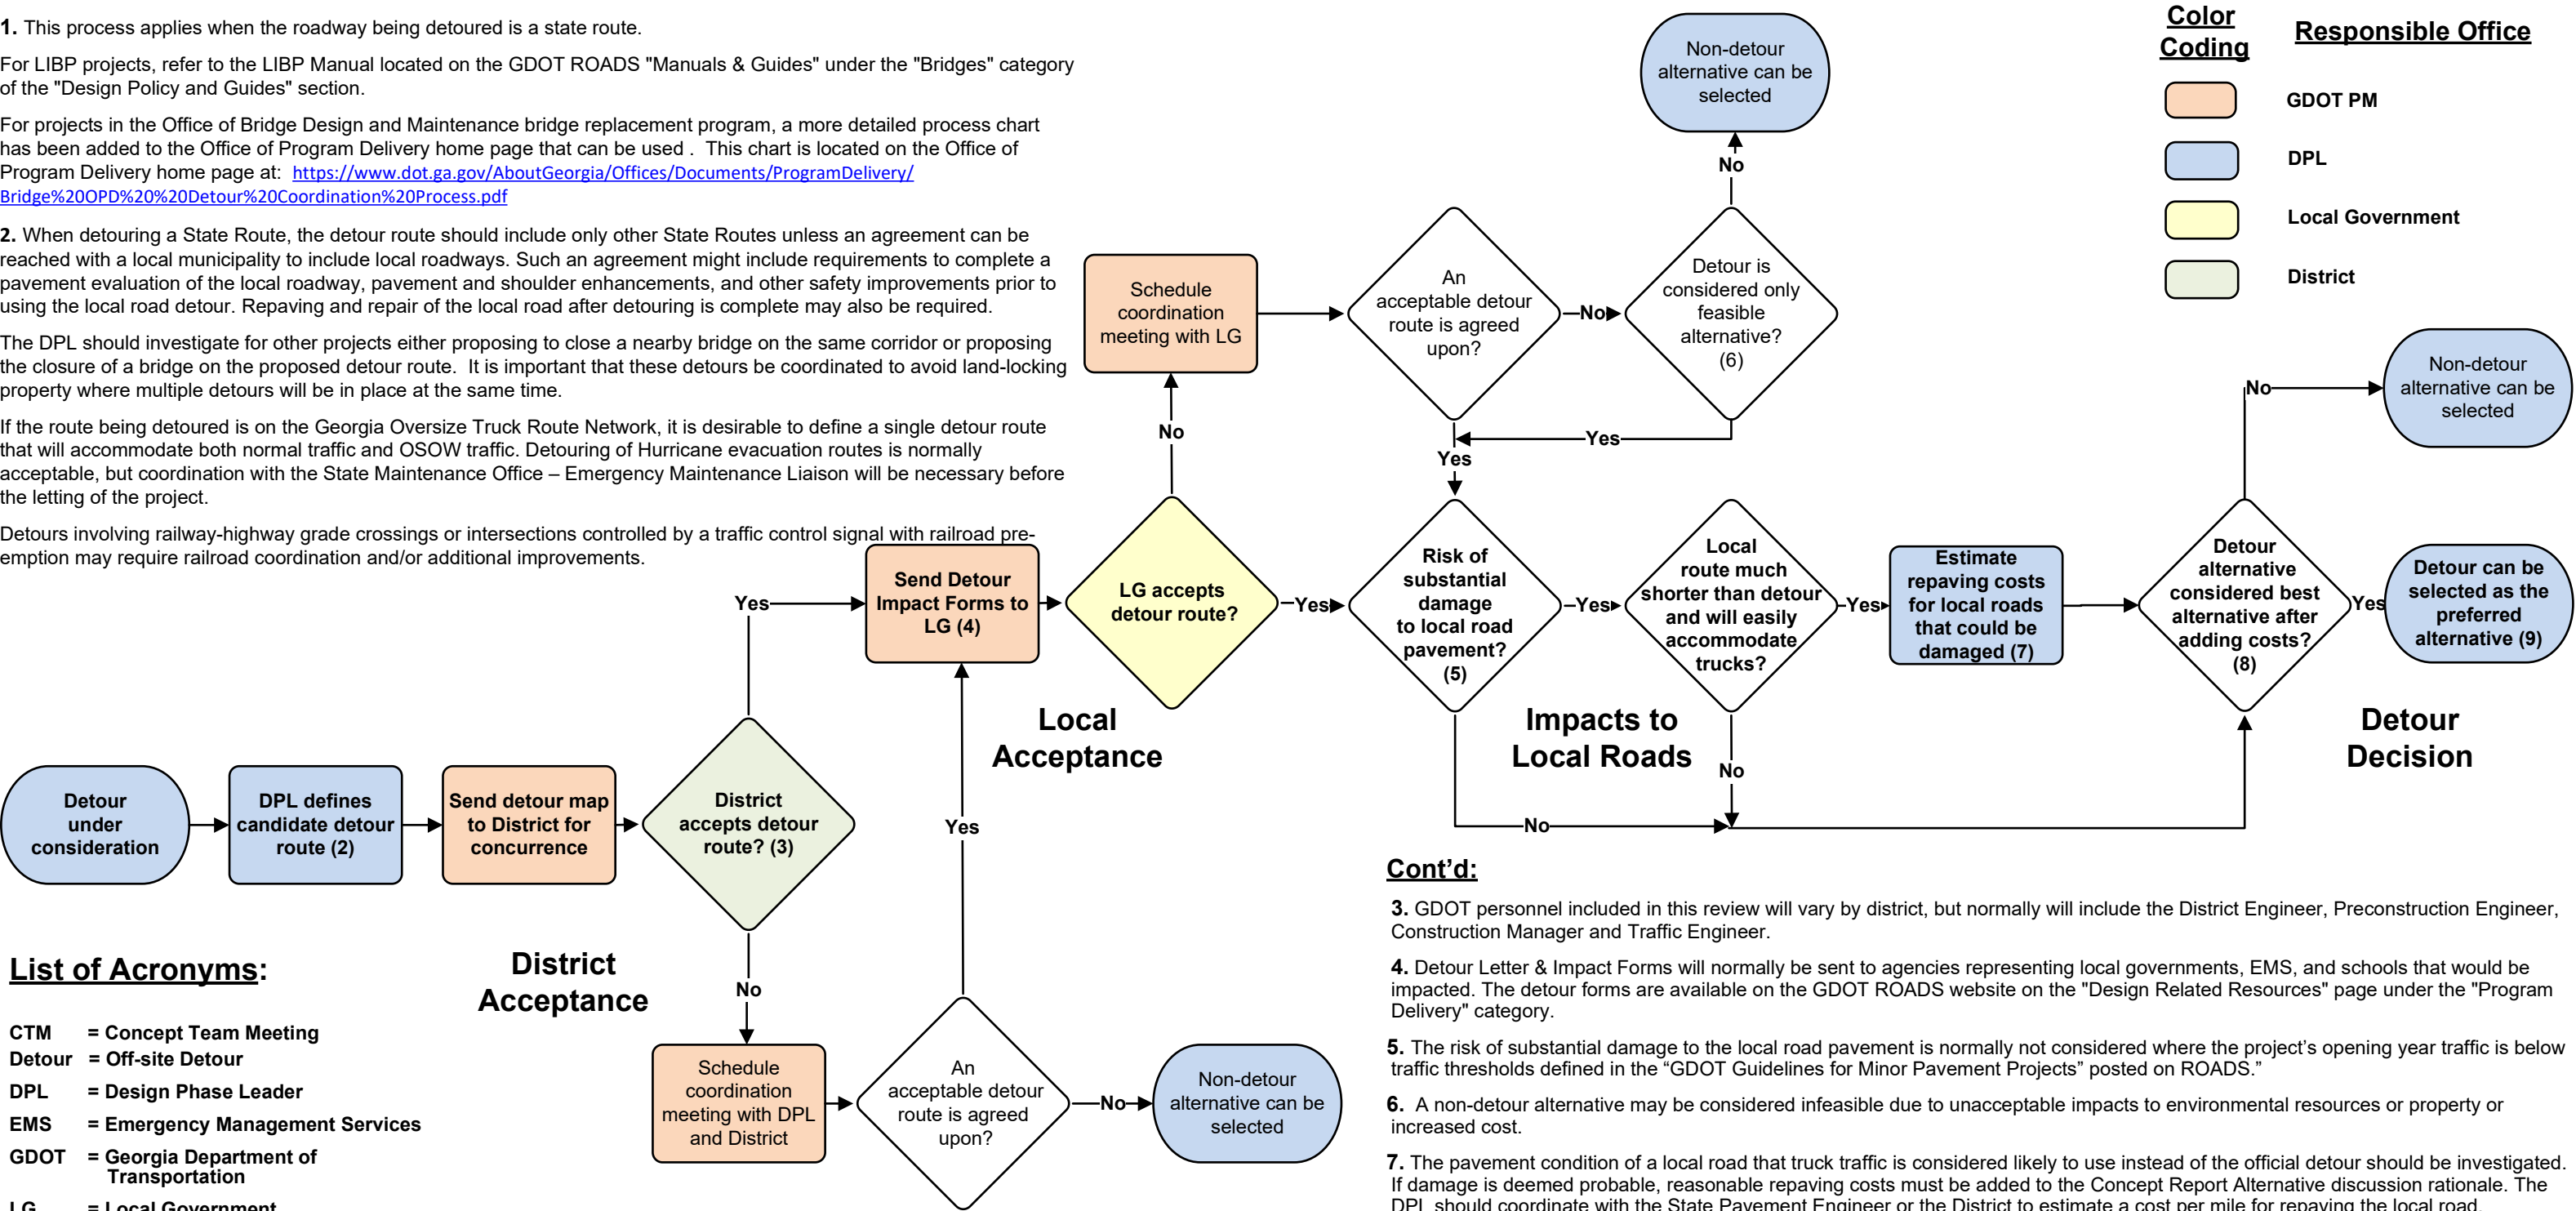 1. This process applies when the roadway being detoured is a state route.
For LIBP projects, refer to the LIBP Manual located on the GDOT ROADS "Manuals & Guides" under the "Bridges" category
of the "Design Policy and Guides" section.
For projects in the Office of Bridge Design and Maintenance bridge replacement program, a more detailed process chart
has been added to the Office of Program Delivery home page that can be used . This chart is located on the Office of
Program Delivery home page at: https://www.dot.ga.gov/AboutGeorgia/Offices/Documents/ProgramDelivery/
Bridge%20OPD%20%20Detour%20Coordination%20Process.pdf
2. When detouring a State Route, the detour route should include only other State Routes unless an agreement can be
reached with a local municipality to include local roadways. Such an agreement might include requirements to complete a
pavement evaluation of the local roadway, pavement and shoulder enhancements, and other safety improvements prior to
using the local road detour. Repaving and repair of the local road after detouring is complete may also be required.
The DPL should investigate for other projects either proposing to close a nearby bridge on the same corridor or proposing
the closure of a bridge on the proposed detour route. It is important that these detours be coordinated to avoid land-locking
property where multiple detours will be in place at the same time.
If the route being detoured is on the Georgia Oversize Truck Route Network, it is desirable to define a single detour route
that will accommodate both normal traffic and OSOW traffic. Detouring of Hurricane evacuation routes is normally
acceptable, but coordination with the State Maintenance Office – Emergency Maintenance Liaison will be necessary before
the letting of the project.
Detours involving railway-highway grade crossings or intersections controlled by a traffic control signal with railroad pre-
emption may require railroad coordination and/or additional improvements.
Color
Coding
Responsible Office
GDOT PM
DPL
Local Government
District
Detour
under
consideration
DPL defines
candidate detour
route (2)
Send detour map
to District for
concurrence
District
accepts detour
route? (3)
Yes
No
District
Acceptance
Schedule
coordination
meeting with DPL
and District
An
acceptable detour
route is agreed
upon?
No
Non-detour
alternative can be
selected
Yes
Send Detour
Impact Forms to
LG (4)
LG accepts
detour route?
Local
Acceptance
No
Schedule
coordination
meeting with LG
An
acceptable detour
route is agreed
upon?
No
Detour is
considered only
feasible
alternative?
(6)
No
Non-detour
alternative can be
selected
Yes
Yes
Yes
Risk of
substantial
damage
to local road
pavement?
(5)
Yes
Local
route much
shorter than detour
and will easily
accommodate
trucks?
Yes
Estimate
repaving costs
for local roads
that could be
damaged (7)
Impacts to
Local Roads
No
No
Detour
alternative
considered best
alternative after
adding costs?
(8)
No
Non-detour
alternative can be
selected
Yes
Detour can be
selected as the
preferred
alternative (9)
Detour
Decision
List of Acronyms:
CTM = Concept Team Meeting
Detour = Off-site Detour
DPL = Design Phase Leader
EMS = Emergency Management Services
GDOT = Georgia Department of
Transportation
LG = Local Government
Cont’d:
3. GDOT personnel included in this review will vary by district, but normally will include the District Engineer, Preconstruction Engineer,
Construction Manager and Traffic Engineer.
4. Detour Letter & Impact Forms will normally be sent to agencies representing local governments, EMS, and schools that would be
impacted. The detour forms are available on the GDOT ROADS website on the "Design Related Resources" page under the "Program
Delivery" category.
5. The risk of substantial damage to the local road pavement is normally not considered where the project’s opening year traffic is below
traffic thresholds defined in the “GDOT Guidelines for Minor Pavement Projects” posted on ROADS.”
6. A non-detour alternative may be considered infeasible due to unacceptable impacts to environmental resources or property or
increased cost.
7. The pavement condition of a local road that truck traffic is considered likely to use instead of the official detour should be investigated.
If damage is deemed probable, reasonable repaving costs must be added to the Concept Report Alternative discussion rationale. The
DPL should coordinate with the State Pavement Engineer or the District to estimate a cost per mile for repaving the local road.